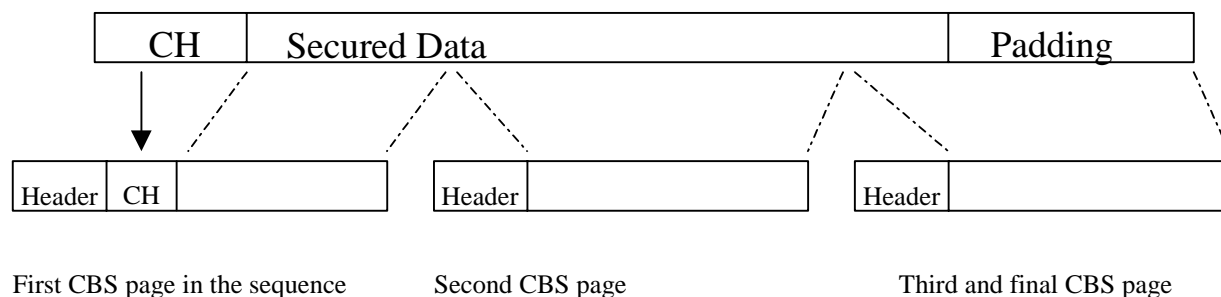 CH Secured Data Padding
Header CH Header Header
First CBS page in the sequence Second CBS page Third and final CBS page